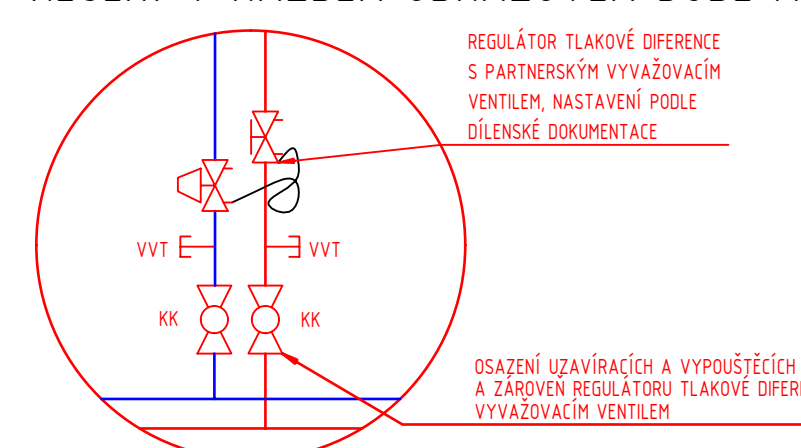 REGULÁTOR TLAKOVÉ DIFERENCE
S PARTNERSKÝM VYVAŽOVACÍM
VENTILEM, NASTAVENÍ PODLE
DÍLENSKÉ DOKUMENTACE
VVT VVT
KK KK
OSAZENÍ UZAVÍRACÍCH A VYPOUŠTĚCÍCH
A ZÁROVEŇ REGULÁTORU TLAKOVÉ DIFER
VYVAŽOVACÍM VENTILEM